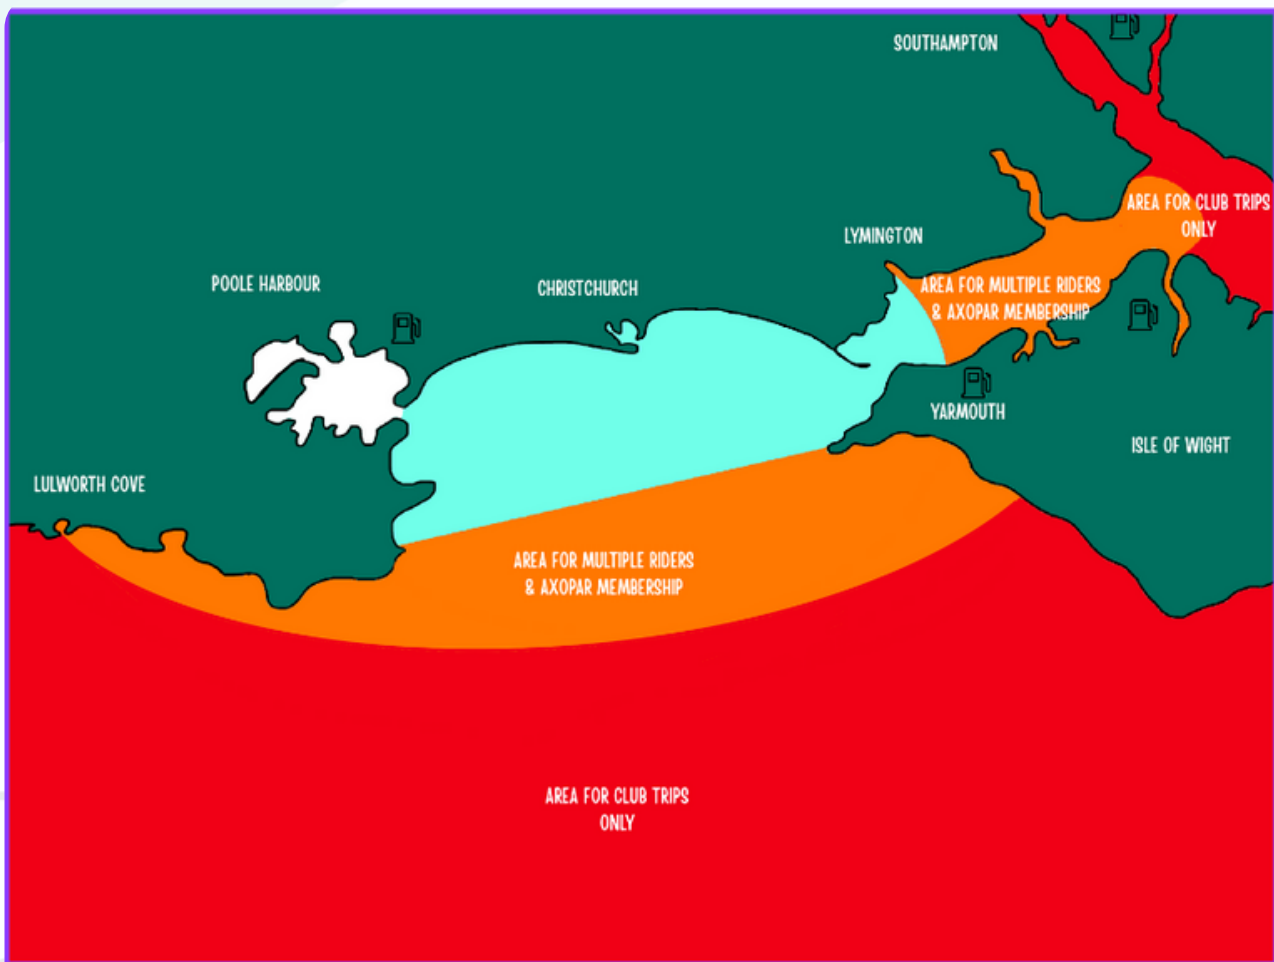 SOUTHAMPTON
AREA FOR CLUB TRIPS
ONLY
LYMINGTON
POOLE HARBOUR
CHRISTCHURCH
AREA FOR MULTIPLE RIDERS
& AXOPAR MEMBERSHIP
YARMOUTH
ISLE OF WIGHT
LULWORTH COVE
AREA FOR MULTIPLE RIDERS
& AXOPAR MEMBERSHIP
AREA FOR CLUB TRIPS
ONLY